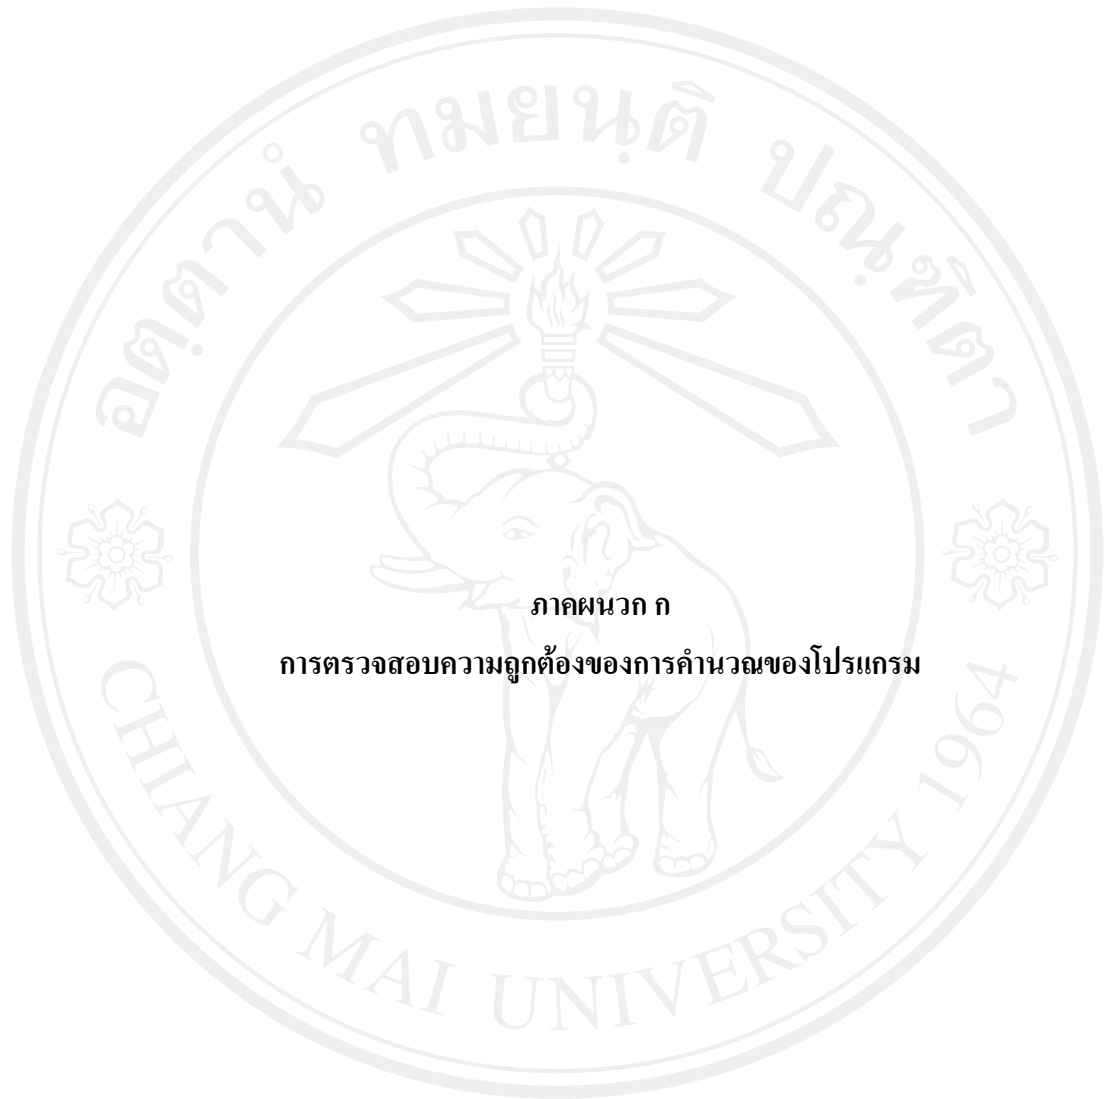 อตฺตานํ ทมยนฺติ ปณฺฑิตา
ภาคผนวก ก
การตรวจสอบความถูกต้องของการคำนวณของโปรแกรม
CHIANG MAI UNIVERSITY 1964